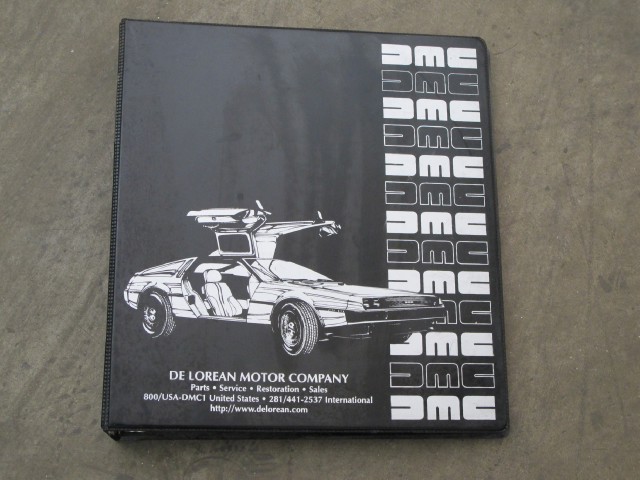 DMC
DMC
DMC
DMC
DMC
DMC
DMC
DMC
DMC
DMC
DMC
DMC
DMC
DE LOREAN MOTOR COMPANY
Parts • Service • Restoration • Sales
800/USA-DMC1 United States • 281/441-2537 International
http://www.delorean.com